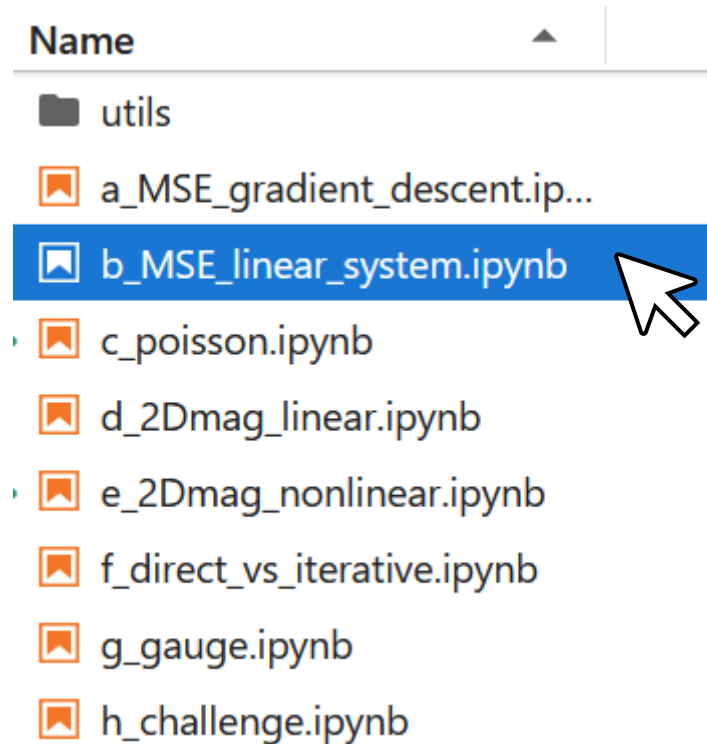 Name
utils
a_MSE_gradient_descent.ip...
b_MSE_linear_system.ipynb
c_poisson.ipynb
d_2Dmag_linear.ipynb
e_2Dmag_nonlinear.ipynb
f_direct_vs_iterative.ipynb
g_gauge.ipynb
h_challenge.ipynb